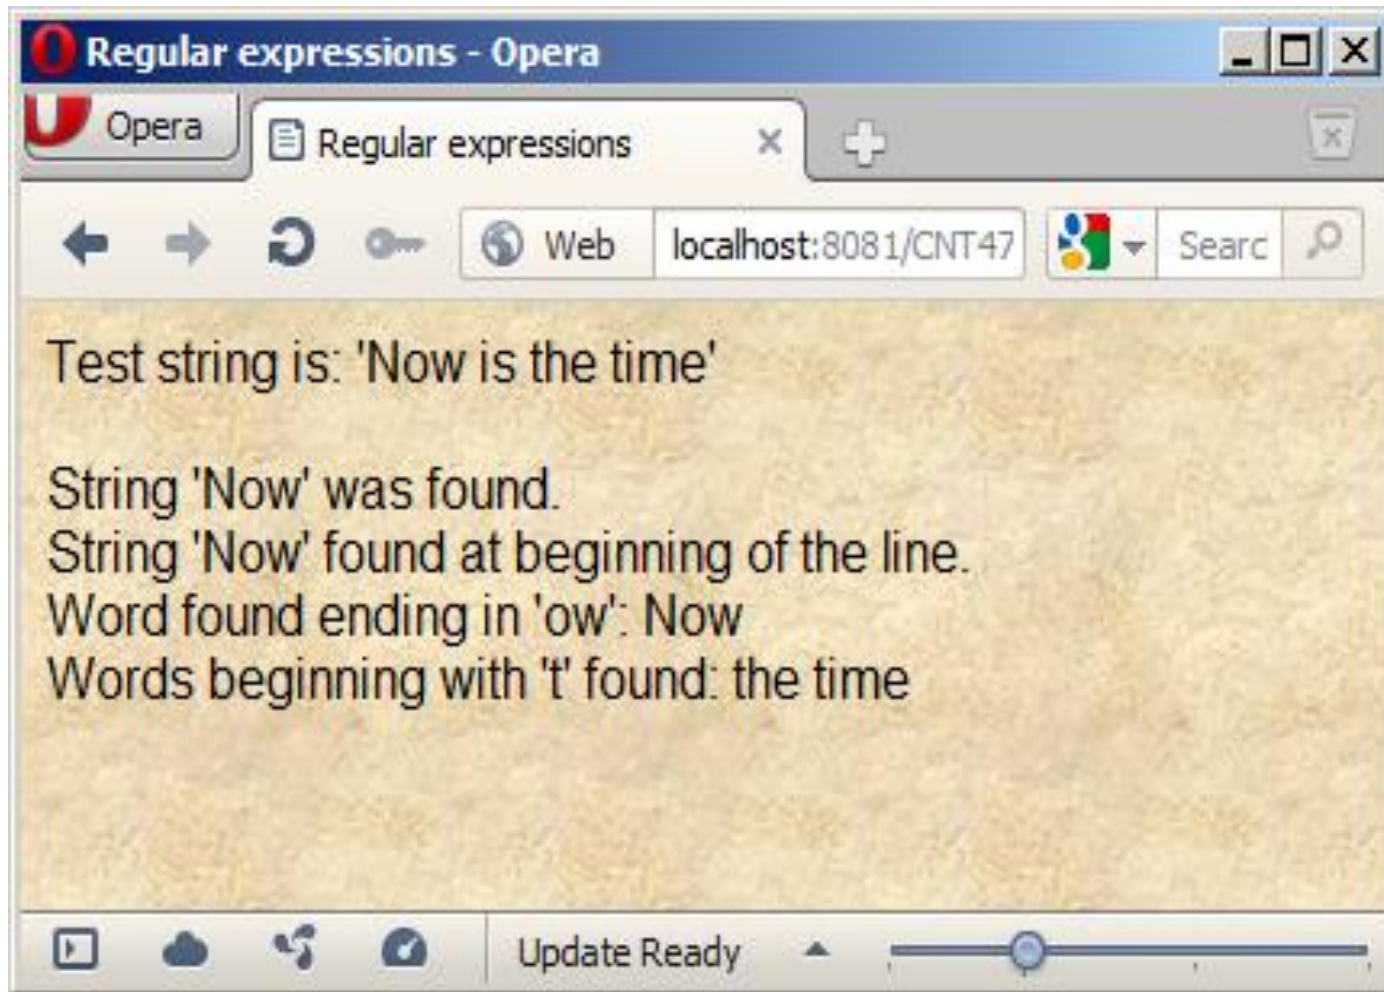 Regular expressions - Opera
Opera
Regular expressions
Web
localhost:8081/CNT47
Searc
Test string is: 'Now is the time'
String 'Now' was found.
String 'Now' found at beginning of the line.
Word found ending in 'ow': Now
Words beginning with 't' found: the time
Update Ready